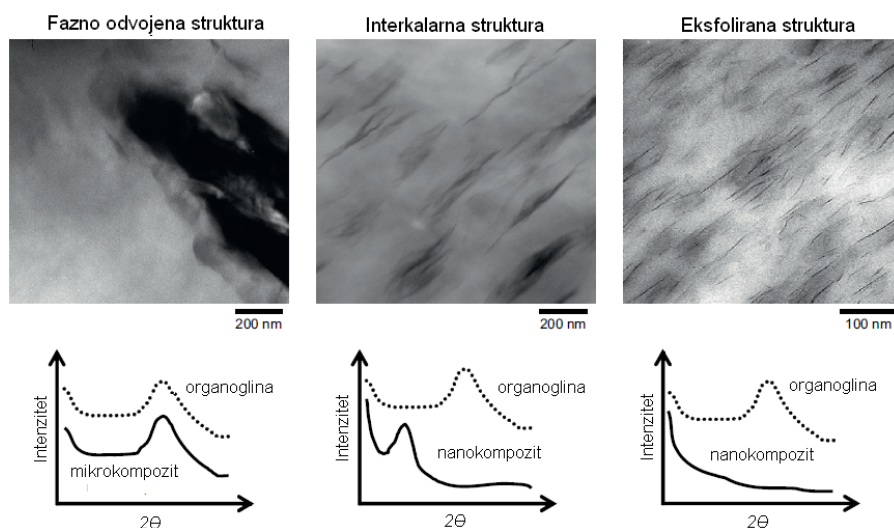 Fazno odvojena struktura
Interkalarna struktura
Eksfolirana struktura
200 nm
200 nm
100 nm
Intenzitet
organoglina
mikrokompozit
2Θ
Intenzitet
organoglina
nanokompozit
2Θ
Intenzitet
organoglina
nanokompozit
2Θ